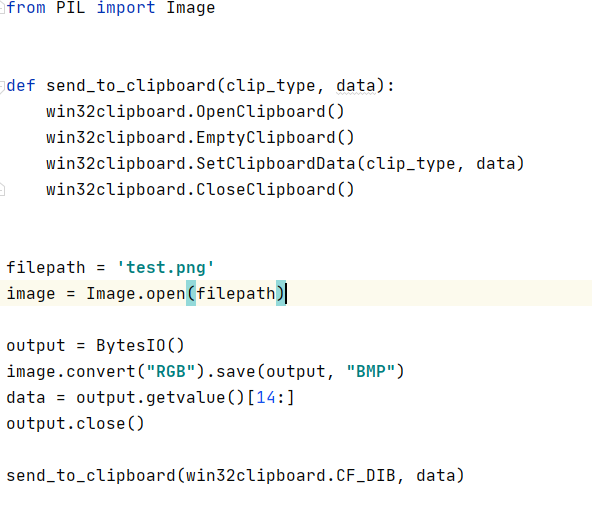 from PIL import Image
def send_to_clipboard(clip_type, data):
    win32clipboard.OpenClipboard()
    win32clipboard.EmptyClipboard()
    win32clipboard.SetClipboardData(clip_type, data)
    win32clipboard.CloseClipboard()
filepath = 'test.png'
image = Image.open(filepath)
output = BytesIO()
image.convert("RGB").save(output, "BMP")
data = output.getvalue()[14:]
output.close()
send_to_clipboard(win32clipboard.CF_DIB, data)